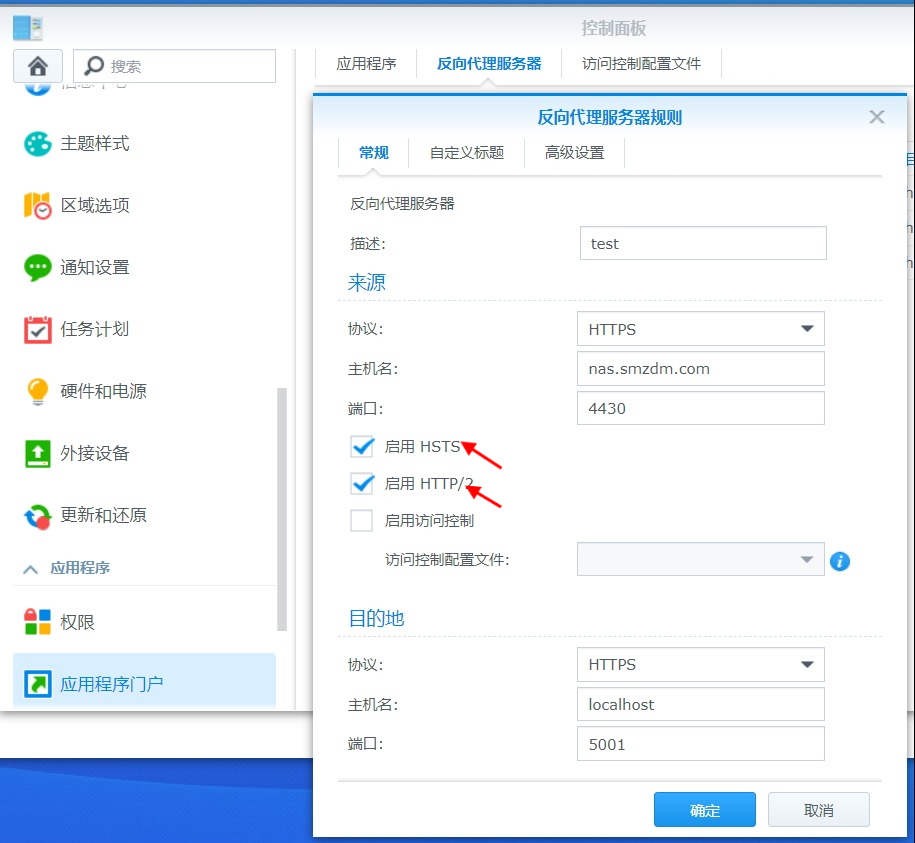 控制面板
搜索
应用程序
反向代理服务器
访问控制配置文件
信息中心
主题样式
区域选项
通知设置
任务计划
硬件和电源
外接设备
更新和还原
应用程序
权限
应用程序门户
反向代理服务器规则
常规
自定义标题
高级设置
反向代理服务器
描述:
test
来源
协议:
HTTPS
主机名:
nas.smzdm.com
端口:
4430
启用 HSTS
启用 HTTP/2
启用访问控制
访问控制配置文件:
目的地
协议:
HTTPS
主机名:
localhost
端口:
5001
确定
取消